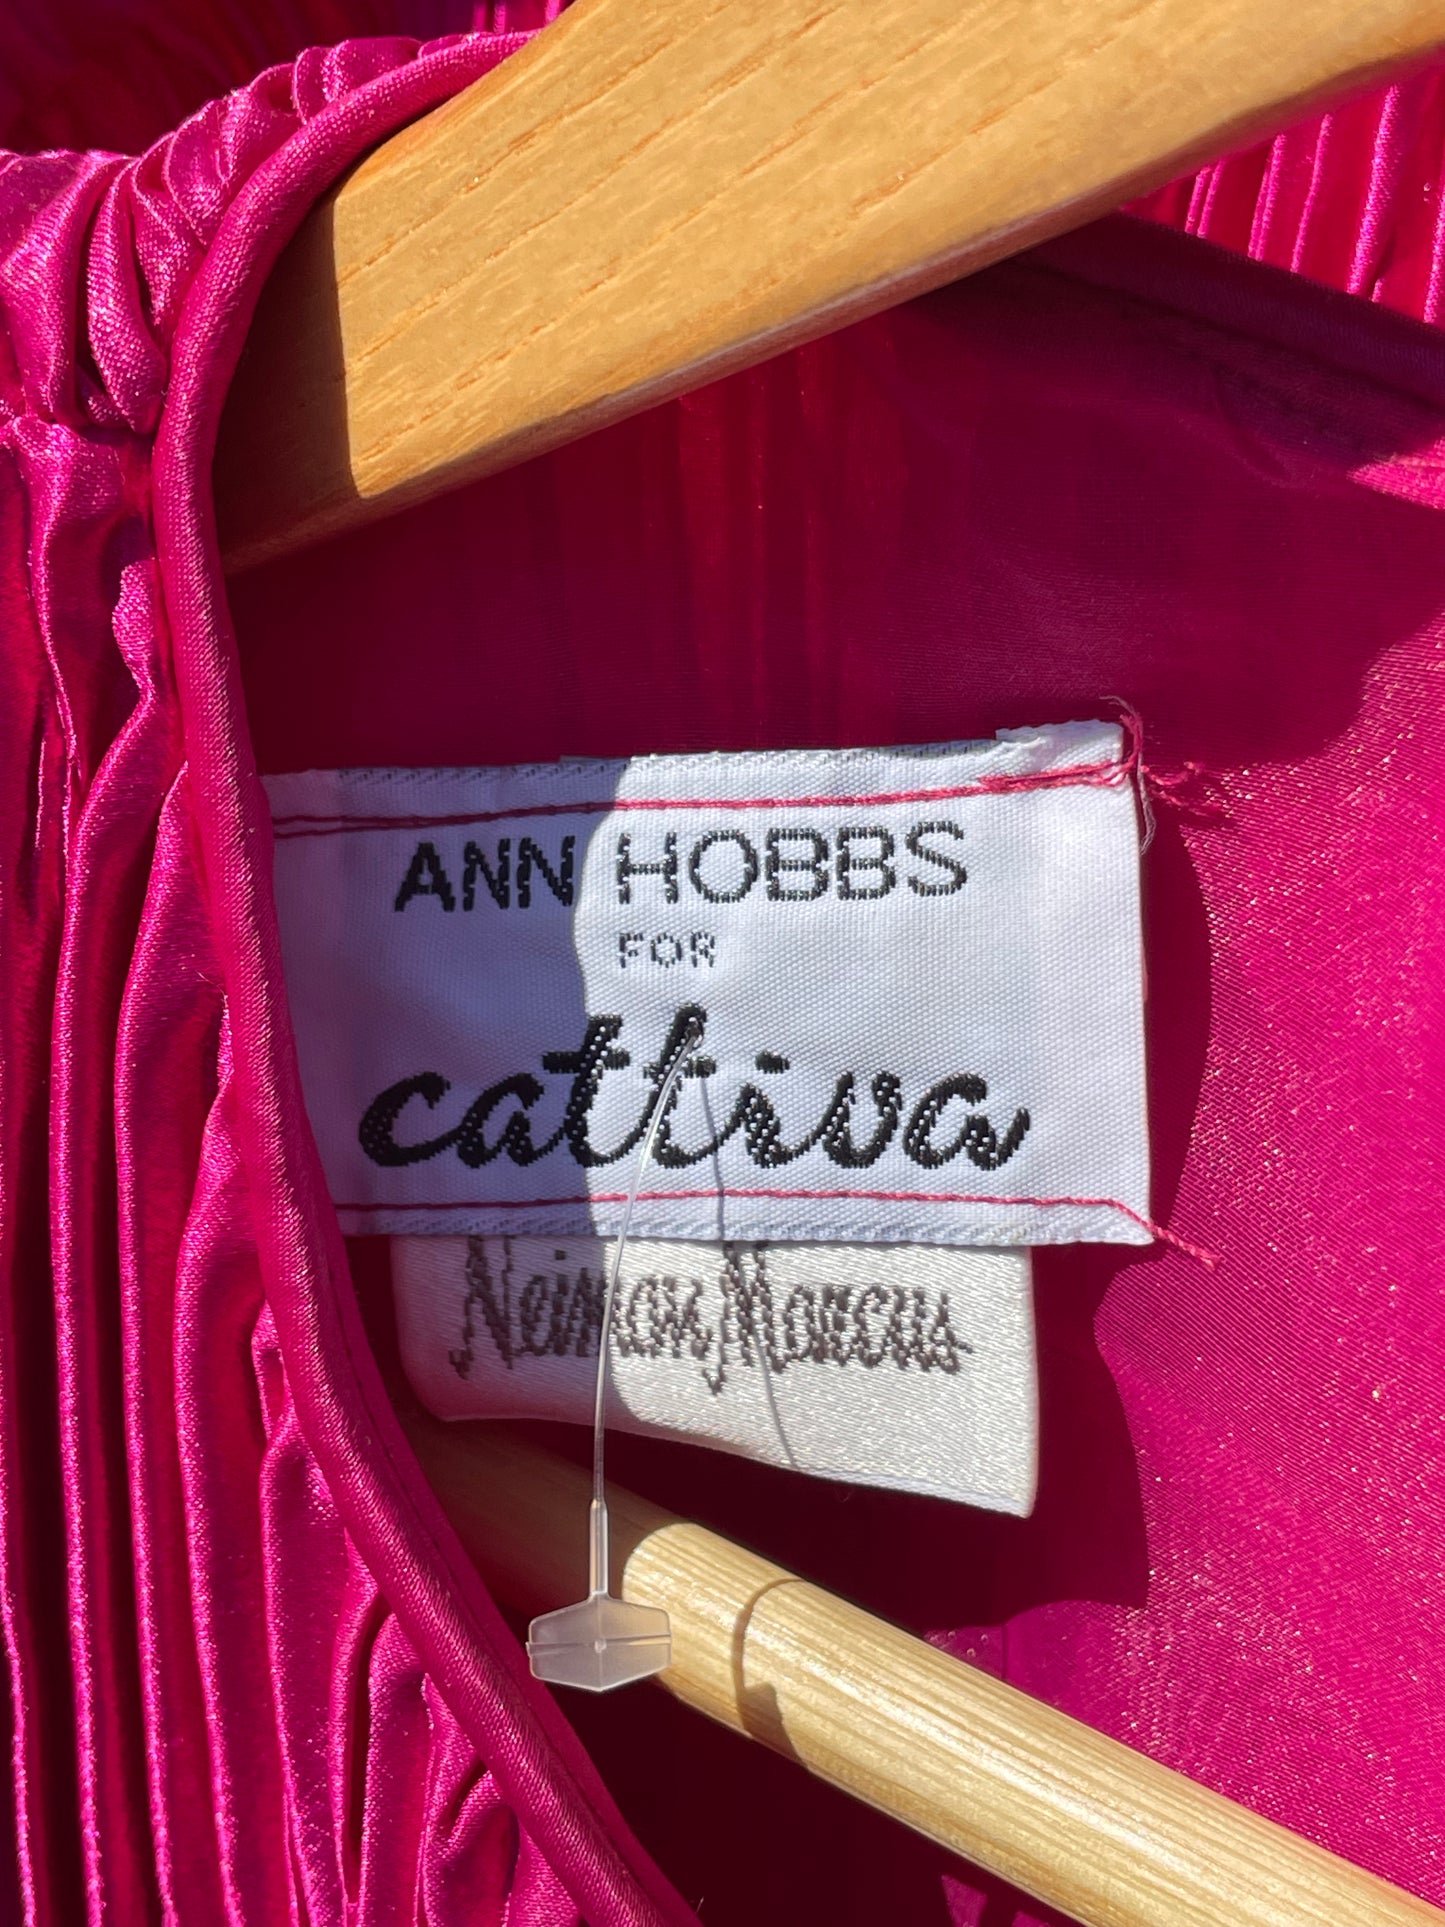 ANN HOBBS
FOR
cattiva
Neiman Marcus